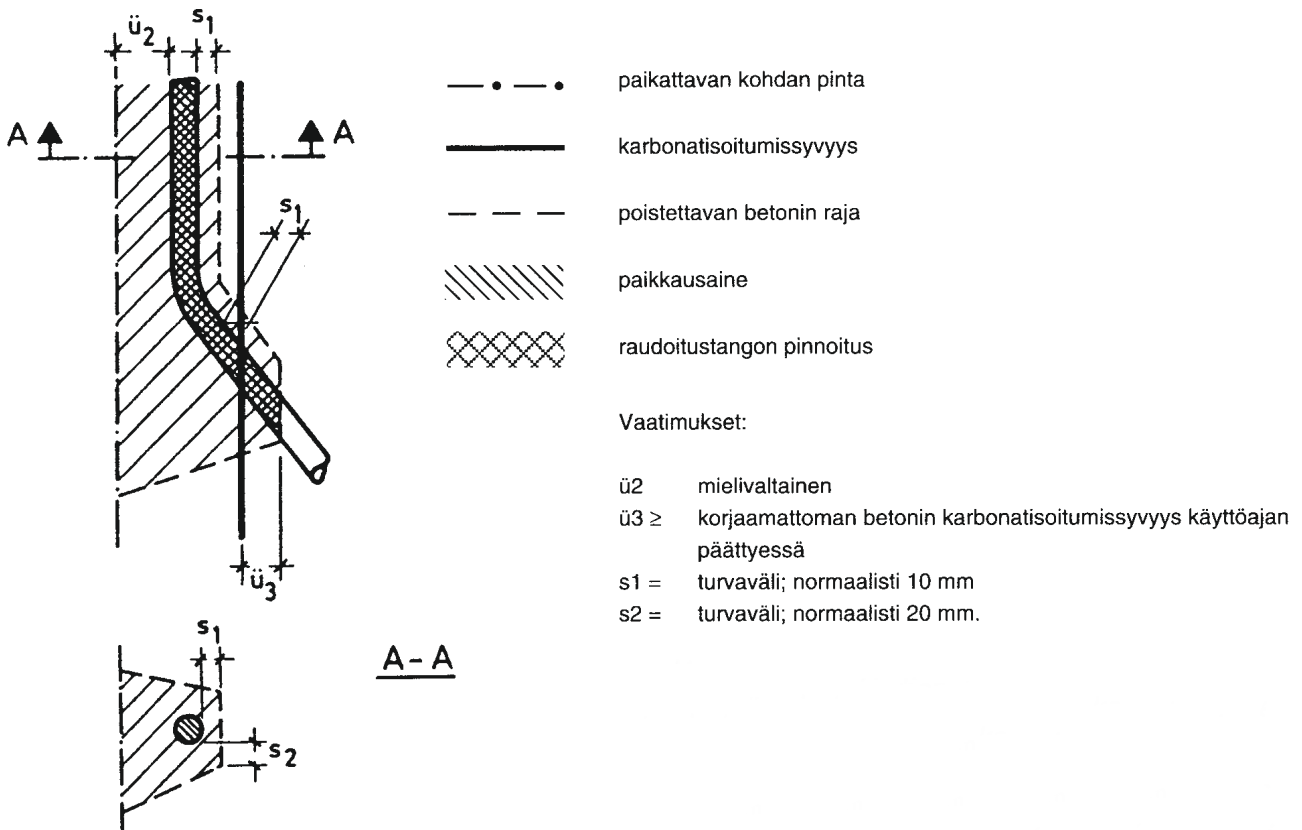 ü2 s1
A A
s1
ü3
s1
s2
A-A
paikattavan kohdan pinta
karbonatisoitumissyvyys
poistettavan betonin raja
paikkausaine
raudoitustangon pinnoitus
Vaatimukset:
ü2 mielivaltainen
ü3 ≥ korjaamattoman betonin karbonatisoitumissyvyys käyttöajan
päättyessä
s1 = turvaväli; normaalisti 10 mm
s2 = turvaväli; normaalisti 20 mm.